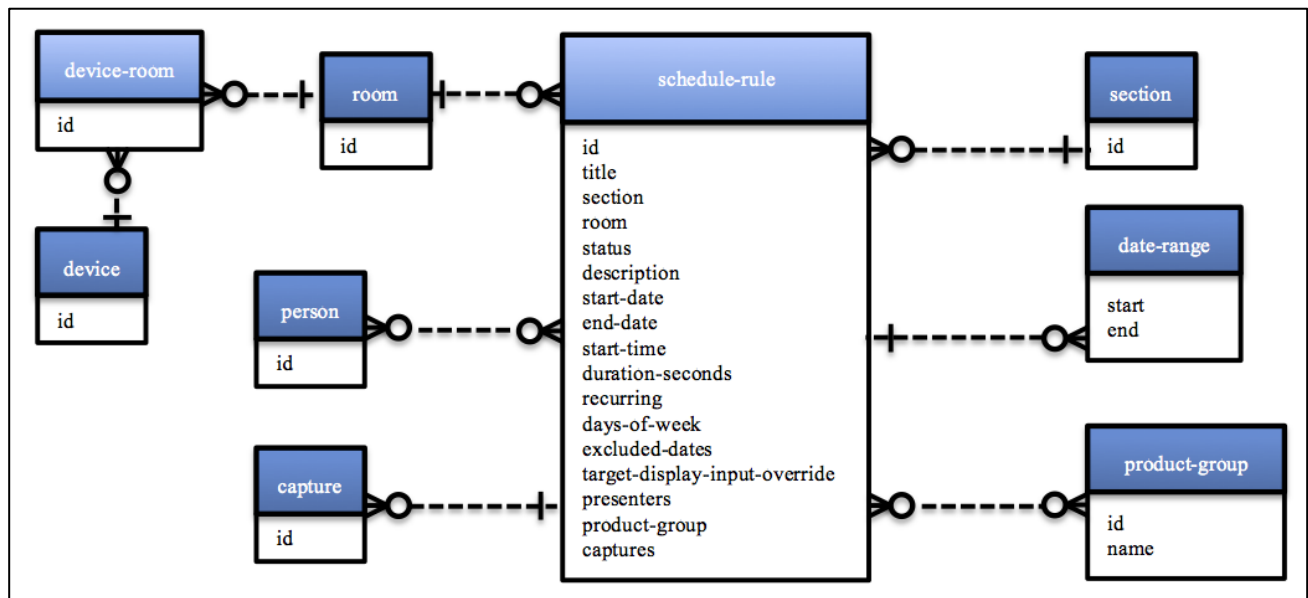 device-room
id
device
id
room
id
person
id
capture
id
schedule-rule
id
title
section
room
status
description
start-date
end-date
start-time
duration-seconds
recurring
days-of-week
excluded-dates
target-display-input-override
presenters
product-group
captures
section
id
date-range
start
end
product-group
id
name